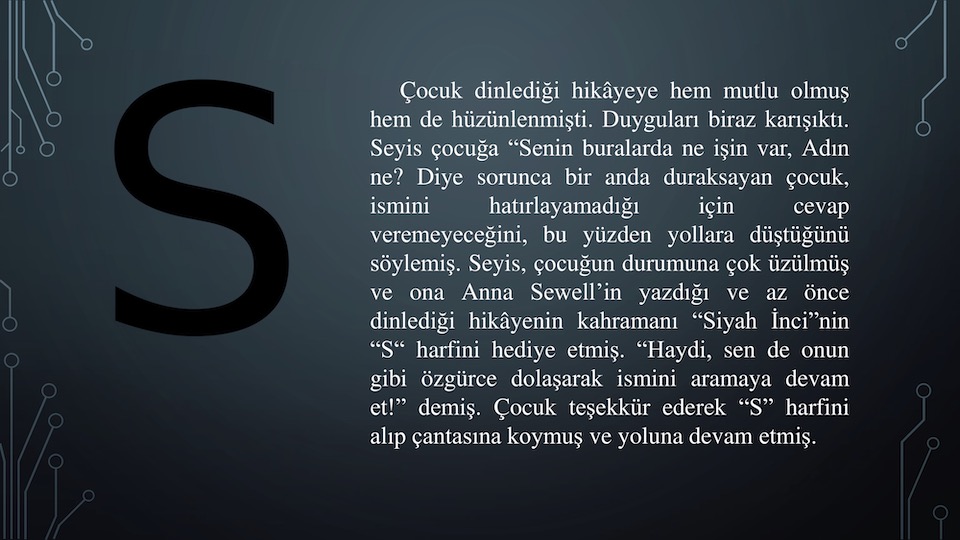 S
Çocuk dinlediği hikâyeye hem mutlu olmuş
hem de hüzünlenmişti. Duyguları biraz karışıktı.
Seyis çocuğa “Senin buralarda ne işin var, Adın
ne? Diye sorunca bir anda duraksayan çocuk,
ismini hatırlayamadığı için cevap
veremeyeceğini, bu yüzden yollara düştüğünü
söylemiş. Seyis, çocuğun durumuna çok üzülmüş
ve ona Anna Sewell’in yazdığı ve az önce
dinlediği hikâyenin kahramanı “Siyah İnci”nin
“S“ harfini hediye etmiş. “Haydi, sen de onun
gibi özgürce dolaşarak ismini aramaya devam
et!” demiş. Çocuk teşekkür ederek “S” harfini
alıp çantasına koymuş ve yoluna devam etmiş.